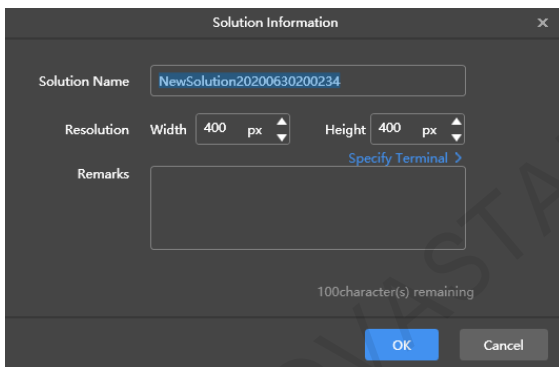 Solution Information
Solution Name NewSolution20200630200234
Resolution Width 400 px Height 400 px
Specify Terminal >
Remarks
100character(s) remaining
OK Cancel